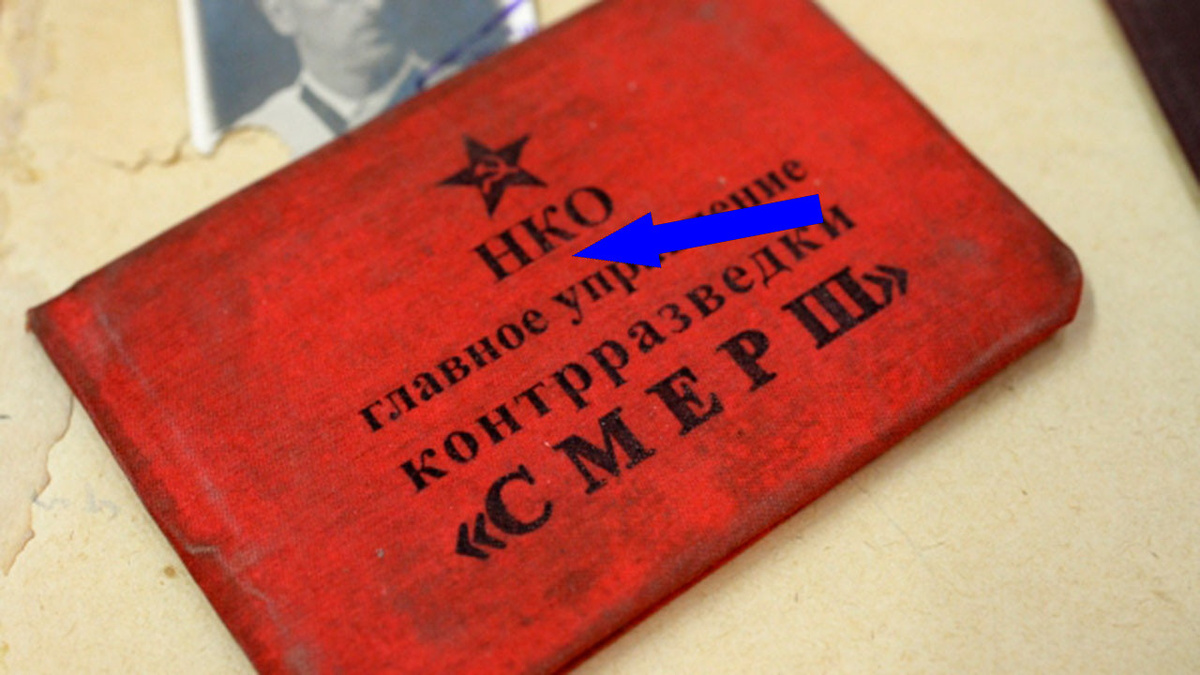 НКО
главное
контрразведки
«СМЕРШ»